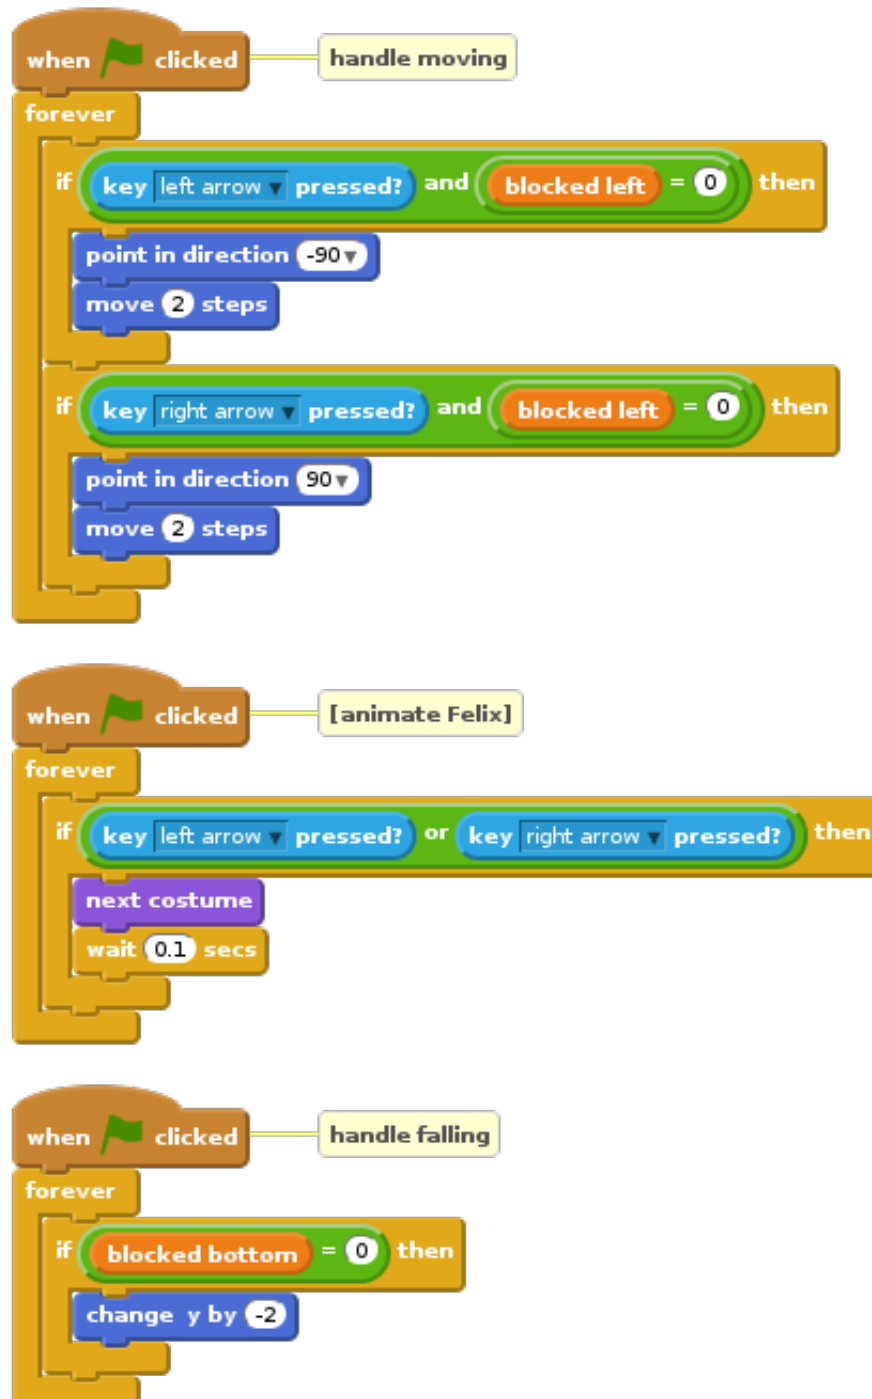 when clicked handle moving
forever
if key left arrow pressed? and blocked left = 0 then
point in direction -90
move 2 steps
if key right arrow pressed? and blocked left = 0 then
point in direction 90
move 2 steps
when clicked [animate Felix]
forever
if key left arrow pressed? or key right arrow pressed? then
next costume
wait 0.1 secs
when clicked handle falling
forever
if blocked bottom = 0 then
change y by -2